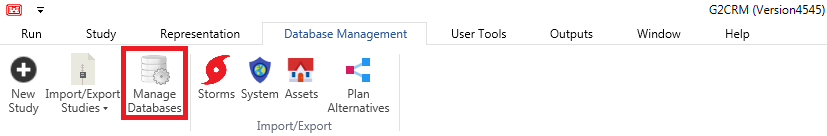 G2CRM (Version4545)
Run Study Representation Database Management User Tools Outputs Window Help
New Study
Import/Export Studies
Manage Databases
Storms
System
Assets
Plan Alternatives
Import/Export